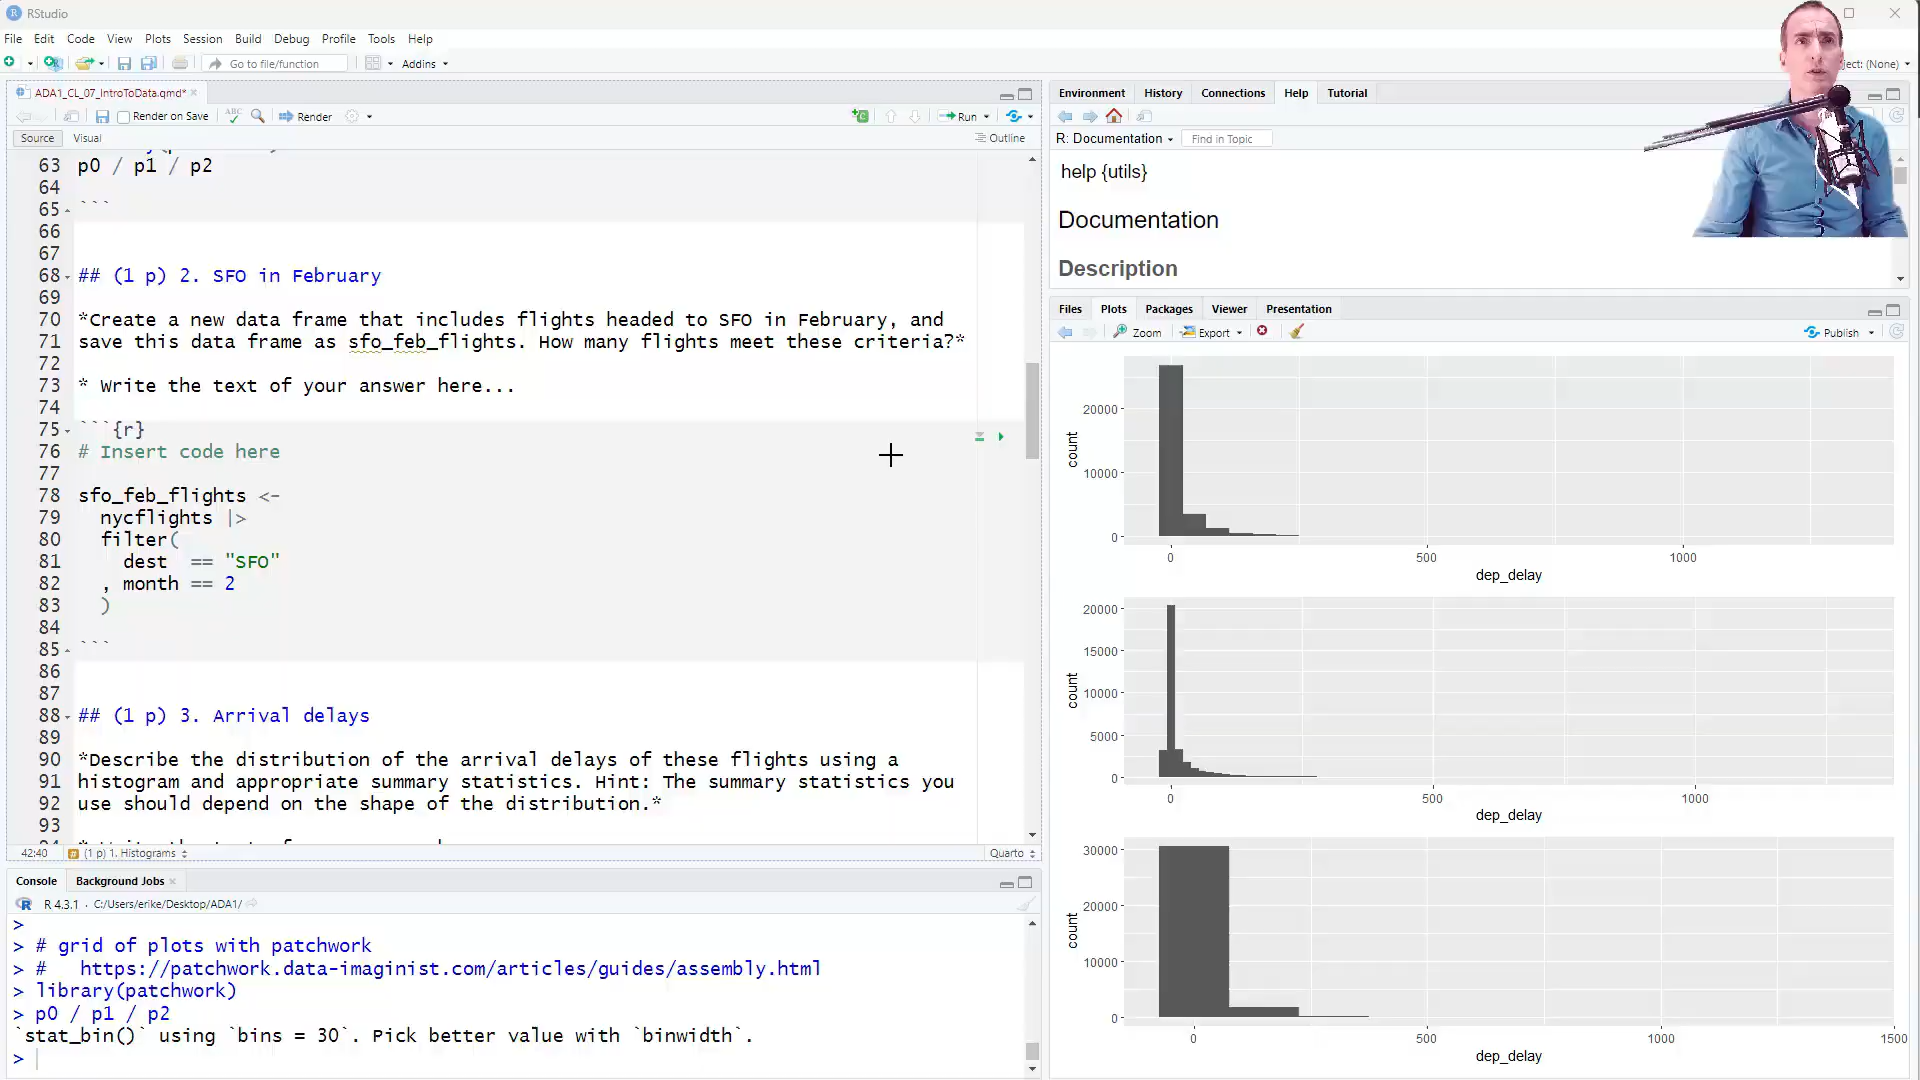 RStudio
File Edit Code View Plots Session Build Debug Profile Tools Help
Go to file/function Addins
ADA1_CL_07_IntroToData.qmd*
Render on Save Render Run
Source Visual Outline
63 p0 / p1 / p2
64
65 ```
66
67
68 ## (1 p) 2. SFO in February
69
70 *Create a new data frame that includes flights headed to SFO in February, and
71 save this data frame as sfo_feb_flights. How many flights meet these criteria?*
72
73 * Write the text of your answer here...
74
75 ```{r}
76 # Insert code here
77
78 sfo_feb_flights <-
79 nycflights |>
80 filter(
81 dest == "SFO"
82 , month == 2
83 )
84
85 ```
86
87
88 ## (1 p) 3. Arrival delays
89
90 *Describe the distribution of the arrival delays of these flights using a
91 histogram and appropriate summary statistics. Hint: The summary statistics you
92 use should depend on the shape of the distribution.*
93
42:40 (1 p) 1. Histograms Quarto
Console Background Jobs
R 4.3.1 · C:/Users/erike/Desktop/ADA1/
>
> # grid of plots with patchwork
> # https://patchwork.data-imaginist.com/articles/guides/assembly.html
> library(patchwork)
> p0 / p1 / p2
`stat_bin()` using `bins = 30`. Pick better value with `binwidth`.
>
ject: (None)
Environment History Connections Help Tutorial
R: Documentation Find in Topic
help {utils}
Documentation
Description
Files Plots Packages Viewer Presentation
Zoom Export Publish
20000
10000
0
count
0 500 1000
dep_delay
20000
15000
10000
5000
0
count
0 500 1000
dep_delay
30000
20000
10000
0
count
0 500 1000 1500
dep_delay